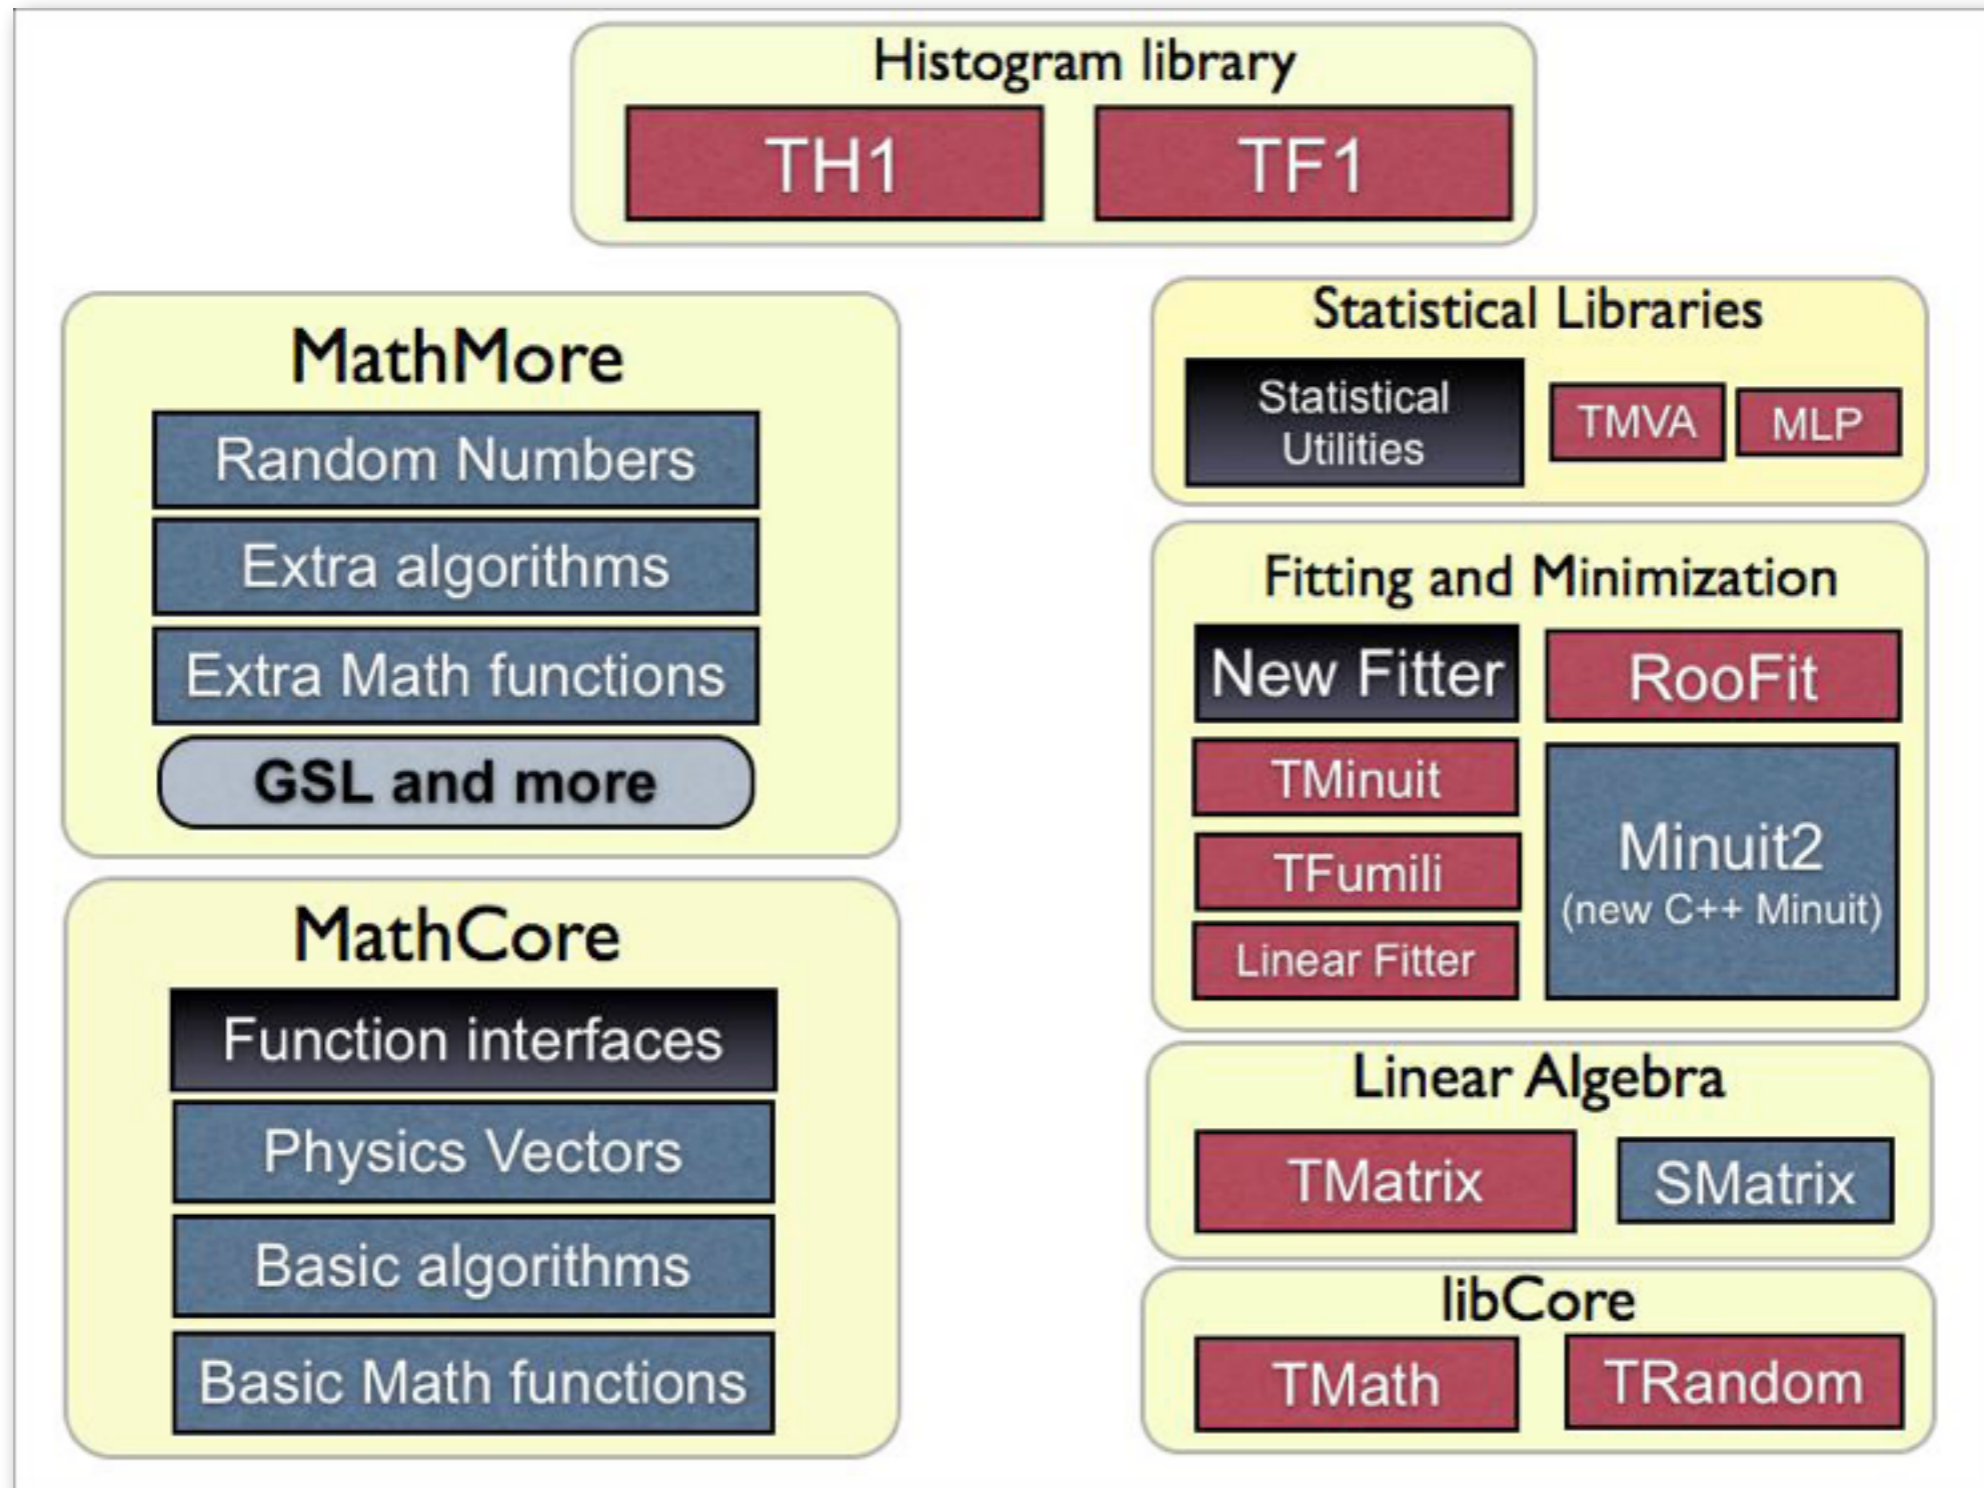 Histogram library
TH1
TF1
MathMore
Random Numbers
Extra algorithms
Extra Math functions
GSL and more
MathCore
Function interfaces
Physics Vectors
Basic algorithms
Basic Math functions
Statistical Libraries
Statistical
Utilities
TMVA
MLP
Fitting and Minimization
New Fitter
RooFit
TMinuit
TFumili
Linear Fitter
Minuit2
(new C++ Minuit)
Linear Algebra
TMatrix
SMatrix
libCore
TMath
TRandom